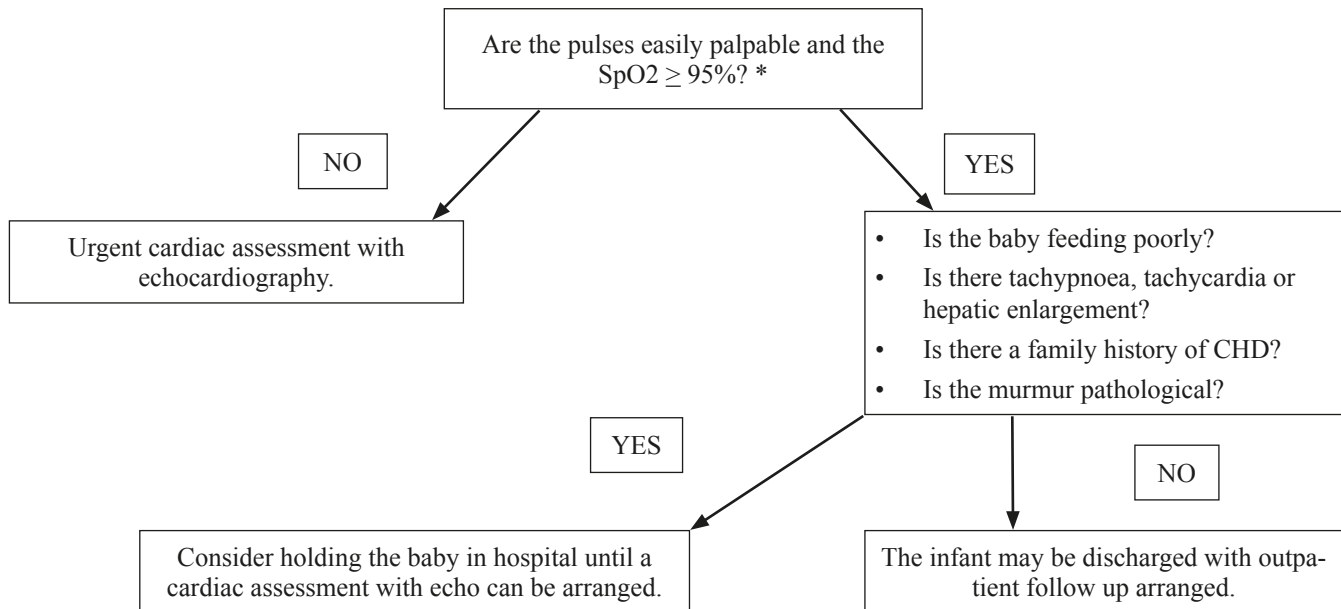 Are the pulses easily palpable and the
SpO2 ≥ 95%? *
NO
YES
Urgent cardiac assessment with
echocardiography.
• Is the baby feeding poorly?
• Is there tachypnoea, tachycardia or
hepatic enlargement?
• Is there a family history of CHD?
• Is the murmur pathological?
YES
NO
Consider holding the baby in hospital until a
cardiac assessment with echo can be arranged.
The infant may be discharged with outpa-
tient follow up arranged.